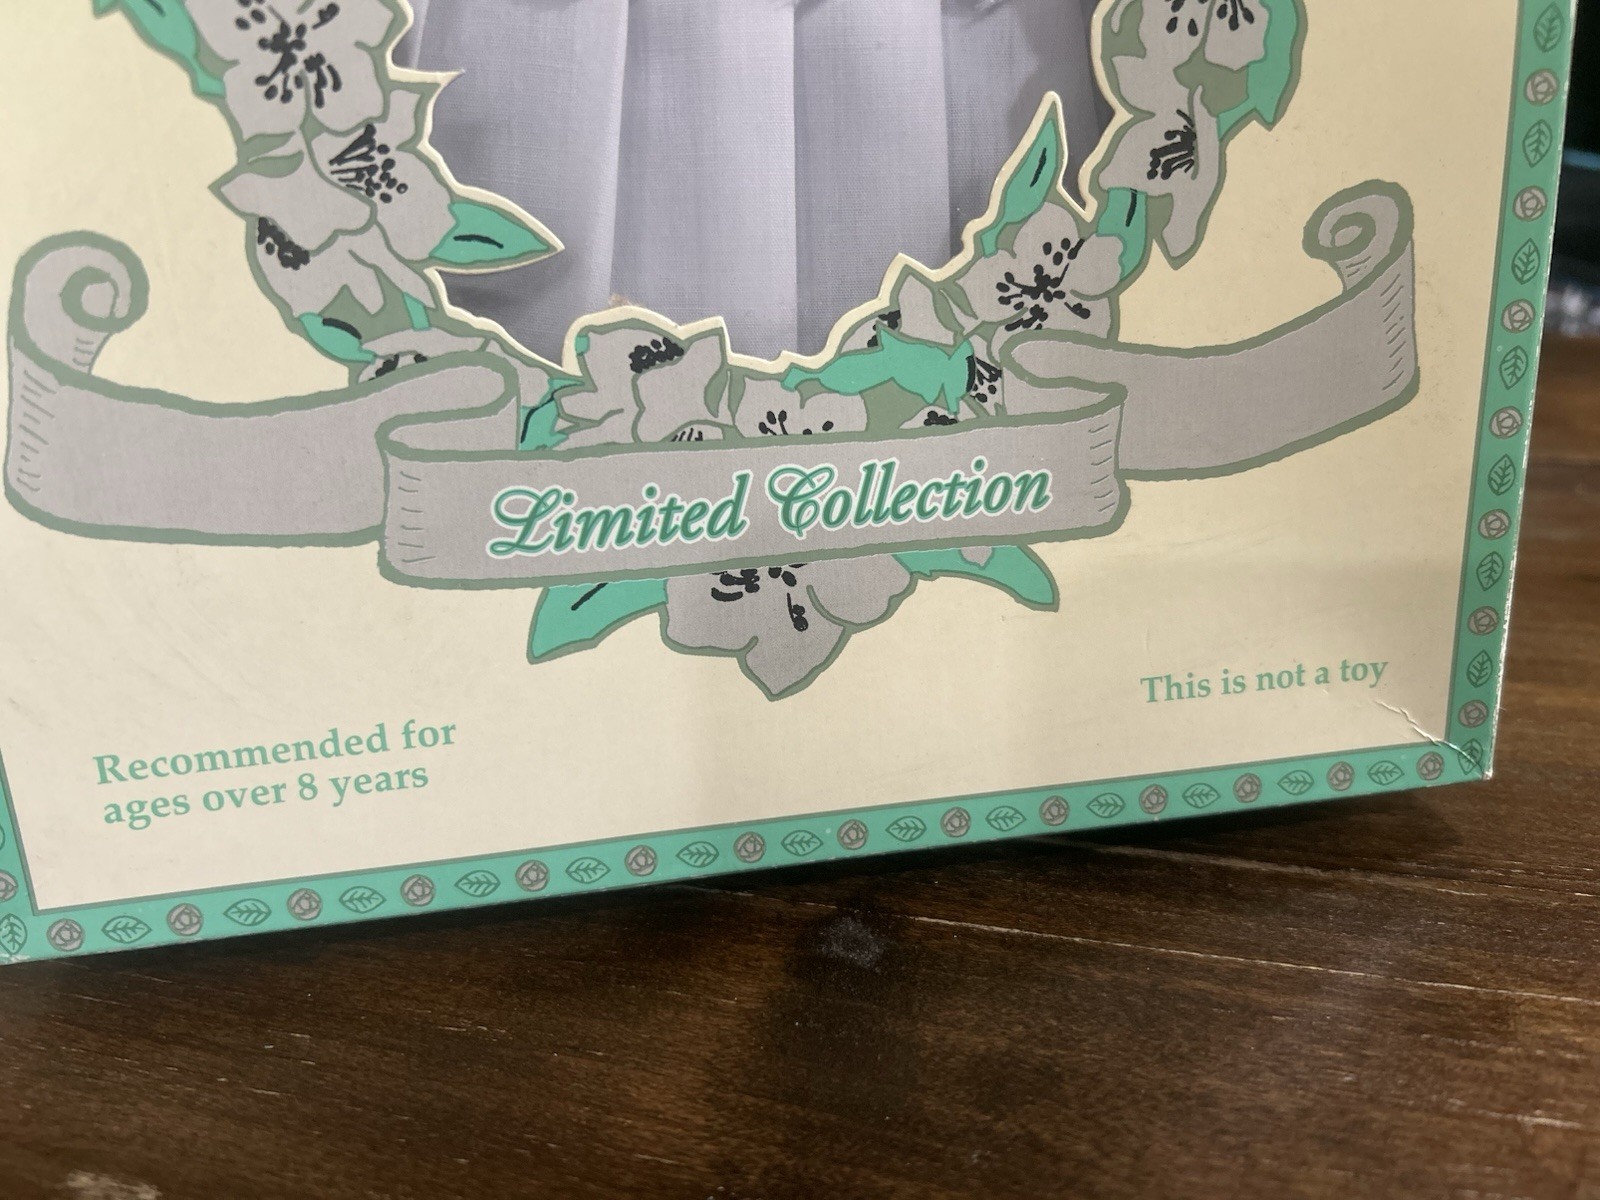 Limited Collection
This is not a toy
Recommended for
ages over 8 years